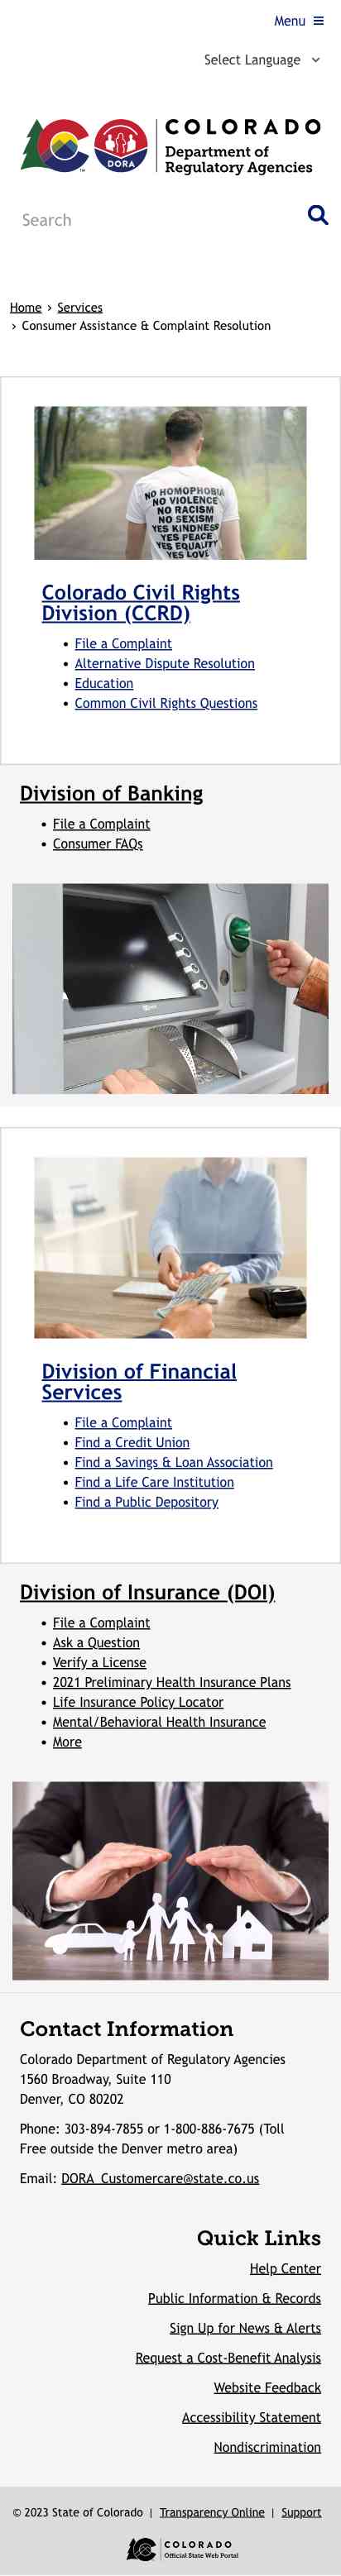 Menu
Select Language
COLORADO
Department of
Regulatory Agencies
DORA
Search
Home › Services
› Consumer Assistance & Complaint Resolution
NO HOMOPHOBIA
NO VIOLENCE
NO RACISM
NO SEXISM
YES KINDNESS
YES PEACE
YES EQUALITY
YES LOVE
Colorado Civil Rights
Division (CCRD)
• File a Complaint
• Alternative Dispute Resolution
• Education
• Common Civil Rights Questions
Division of Banking
• File a Complaint
• Consumer FAQs
Division of Financial
Services
• File a Complaint
• Find a Credit Union
• Find a Savings & Loan Association
• Find a Life Care Institution
• Find a Public Depository
Division of Insurance (DOI)
• File a Complaint
• Ask a Question
• Verify a License
• 2021 Preliminary Health Insurance Plans
• Life Insurance Policy Locator
• Mental/Behavioral Health Insurance
• More
Contact Information
Colorado Department of Regulatory Agencies
1560 Broadway, Suite 110
Denver, CO 80202
Phone: 303-894-7855 or 1-800-886-7675 (Toll
Free outside the Denver metro area)
Email: DORA_Customercare@state.co.us
Quick Links
Help Center
Public Information & Records
Sign Up for News & Alerts
Request a Cost-Benefit Analysis
Website Feedback
Accessibility Statement
Nondiscrimination
© 2023 State of Colorado | Transparency Online | Support
COLORADO
Official State Web Portal